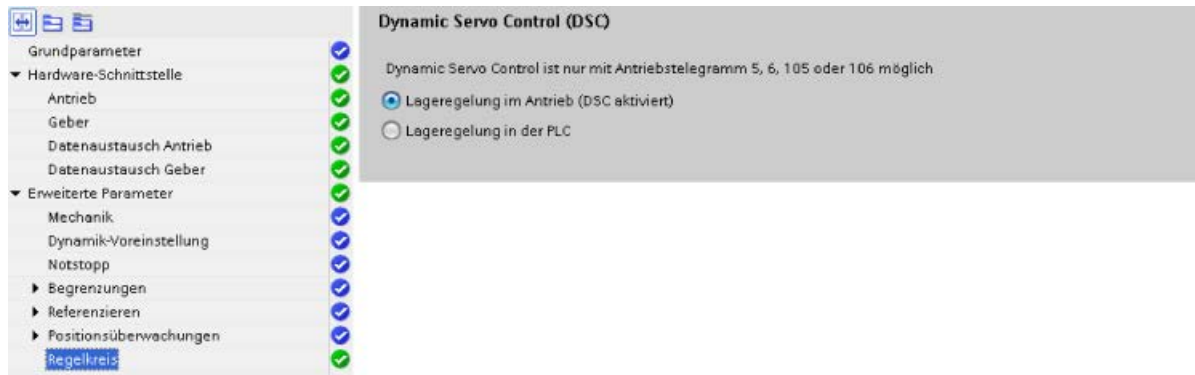 Grundparameter
Hardware-Schnittstelle
Antrieb
Geber
Datenaustausch Antrieb
Datenaustausch Geber
Erweiterte Parameter
Mechanik
Dynamik-Voreinstellung
Notstopp
Begrenzungen
Referenzieren
Positionsüberwachungen
Regelkreis
Dynamic Servo Control (DSC)
Dynamic Servo Control ist nur mit Antriebstelegramm 5, 6, 105 oder 106 möglich
Lageregelung im Antrieb (DSC aktiviert)
Lageregelung in der PLC